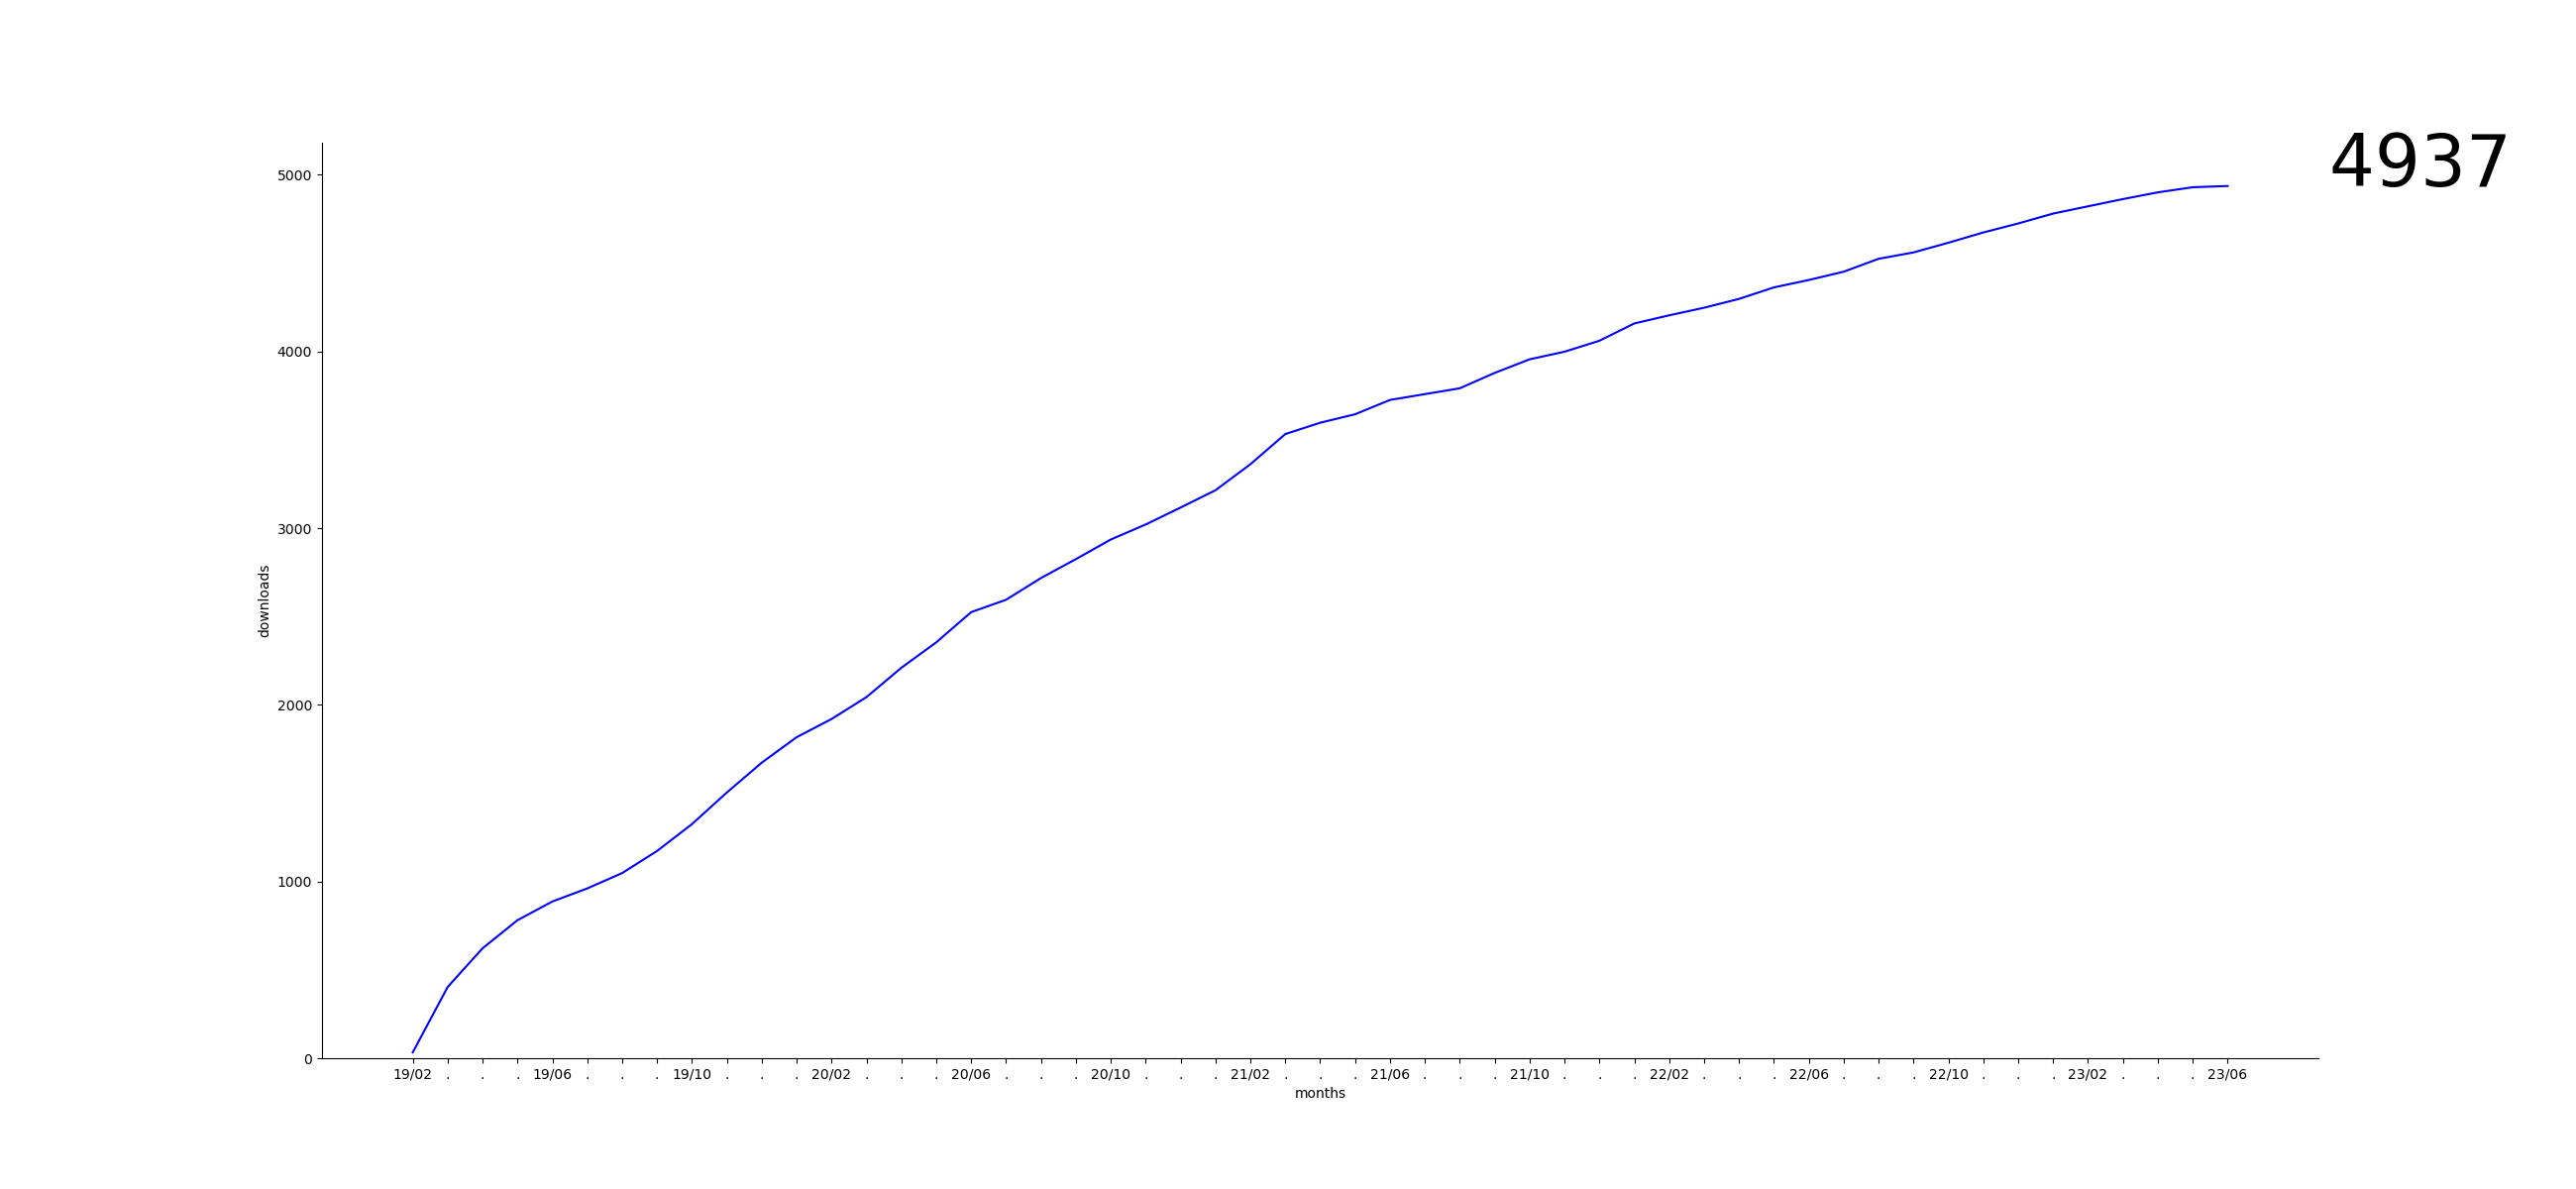 4937
5000
4000
3000
2000
1000
0
downloads
19/02 . . . 19/06 . . . 19/10 . . . 20/02 . . . 20/06 . . . 20/10 . . . 21/02 . . . 21/06 . . . 21/10 . . . 22/02 . . . 22/06 . . . 22/10 . . . 23/02 . . . 23/06
months